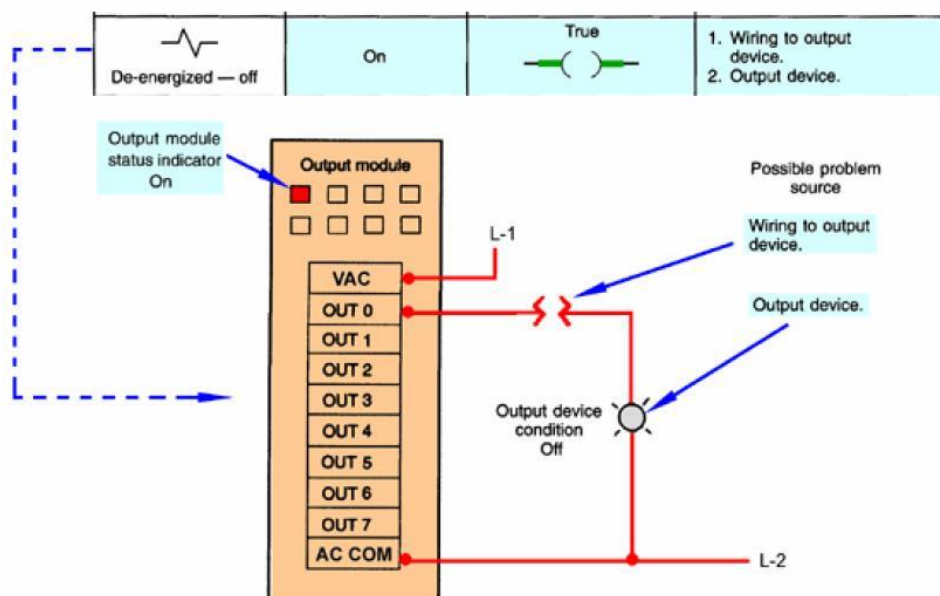 De-energized — off
On
True
1. Wiring to output
device.
2. Output device.
Output module
status indicator
On
Output module
Possible problem
source
Wiring to output
device.
Output device.
L-1
VAC
OUT 0
OUT 1
OUT 2
OUT 3
OUT 4
OUT 5
OUT 6
OUT 7
AC COM
Output device
condition
Off
L-2